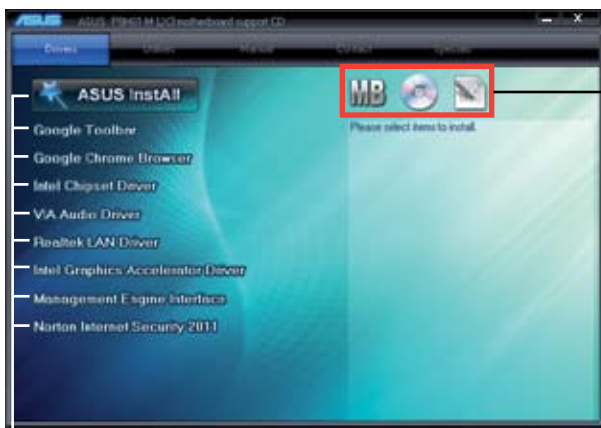 ASUS ASUS P8H61-M LX3 motherboard support CD
Drivers Utilities Manual Contact Specials
ASUS InstAll
MB
Please select items to install.
Google Toolbar
Google Chrome Browser
Intel Chipset Driver
VIA Audio Driver
Realtek LAN Driver
Intel Graphics Accelerator Driver
Management Engine Interface
Norton Internet Security 2011